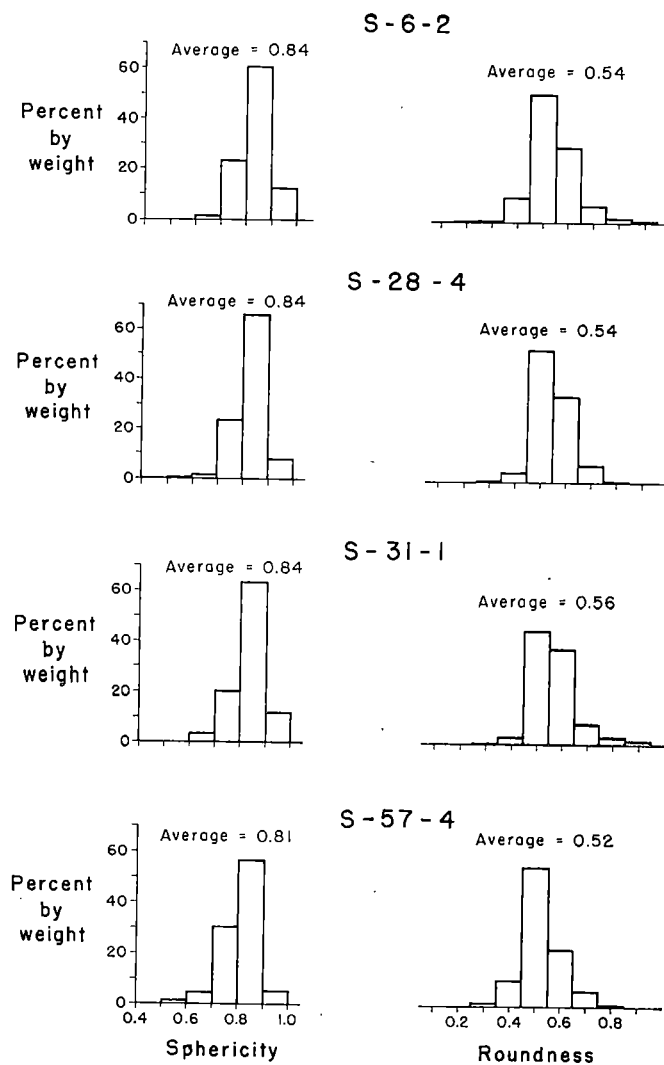 S-6-2
Average = 0.84
Average = 0.54
60
40
20
0
Percent
by
weight
S-28-4
Average = 0.84
Average = 0.54
60
40
20
0
Percent
by
weight
S-31-1
Average = 0.84
Average = 0.56
60
40
20
0
Percent
by
weight
S-57-4
Average = 0.81
Average = 0.52
60
40
20
0
Percent
by
weight
0.4 0.6 0.8 1.0
0.2 0.4 0.6 0.8
Sphericity
Roundness